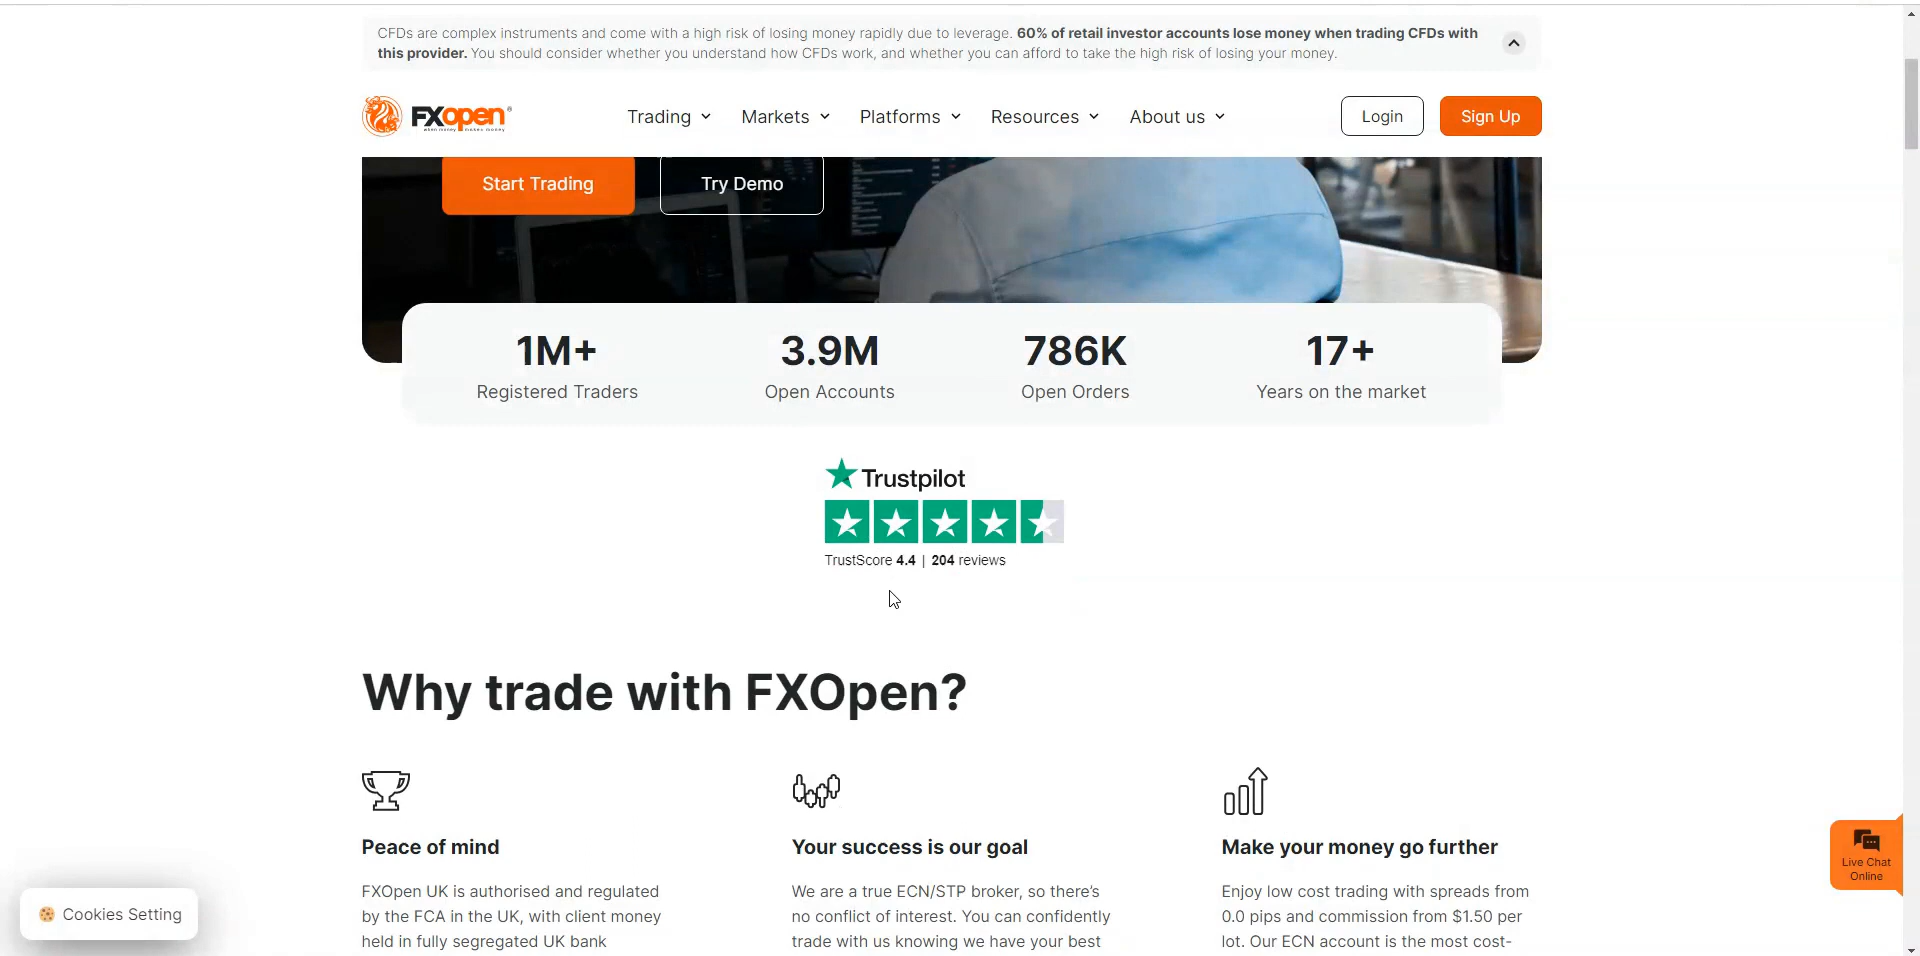 CFDs are complex instruments and come with a high risk of losing money rapidly due to leverage. 60% of retail investor accounts lose money when trading CFDs with
this provider. You should consider whether you understand how CFDs work, and whether you can afford to take the high risk of losing your money.
FXopen®
when money makes money
Trading
Markets
Platforms
Resources
About us
Login
Sign Up
Start Trading
Try Demo
1M+
Registered Traders
3.9M
Open Accounts
786K
Open Orders
17+
Years on the market
Trustpilot
TrustScore 4.4 | 204 reviews
Why trade with FXOpen?
Peace of mind
FXOpen UK is authorised and regulated
by the FCA in the UK, with client money
held in fully segregated UK bank
Your success is our goal
We are a true ECN/STP broker, so there's
no conflict of interest. You can confidently
trade with us knowing we have your best
Make your money go further
Enjoy low cost trading with spreads from
0.0 pips and commission from $1.50 per
lot. Our ECN account is the most cost-
Live Chat
Online
Cookies Setting